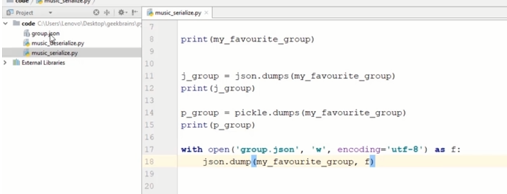 code
music_serialize.py
Project
music_serialize.py
code C:\Users\Lenovo\Desktop\geekbrains\
group.json
music_deserialize.py
music_serialize.py
External Libraries
7
8 print(my_favourite_group)
9
10
11 j_group = json.dumps(my_favourite_group)
12 print(j_group)
13
14 p_group = pickle.dumps(my_favourite_group)
15 print(p_group)
16
17 with open('group.json', 'w', encoding='utf-8') as f:
18 json.dump(my_favourite_group, f)
19
20